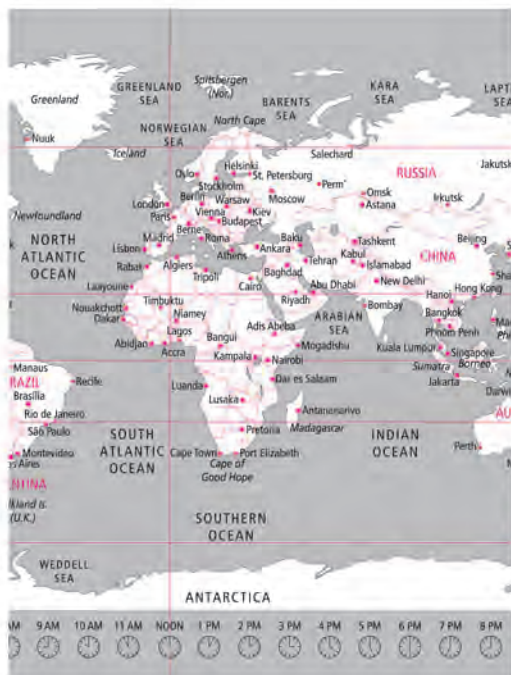 GREENLAND
SEA
Spitsbergen
(Nor.)
KARA
SEA
BARENTS
SEA
Greenland
NORWEGIAN
SEA
North Cape
Nuuk
Iceland
Salechard
Jakutsk
Helsinki
Oslo
St. Petersburg
RUSSIA
Stockholm
Perm'
Berlin
Moscow
Omsk
Irkutsk
London
Warsaw
Astana
Paris
Vienna
Kiev
Newfoundland
Berne
Budapest
NORTH
ATLANTIC
OCEAN
Madrid
Roma
Baku
Tashkent
Beijing
Lisbon
Athens
Ankara
Kabul
CHINA
Rabat
Algiers
Tehran
Islamabad
Tripoli
Baghdad
New Delhi
Laayoune
Cairo
Abu Dhabi
Hong Kong
Riyadh
Hanoi
Nouakchott
Timbuktu
ARABIAN
SEA
Bombay
Dakar
Niamey
Bangkok
Adis Abeba
Lagos
Phnom Penh
Abidjan
Bangui
Mogadishu
Kuala Lumpur
Accra
Kampala
Nairobi
Singapore
Manaus
Sumatra
Borneo
RAZIL
Recife
Luanda
Dar es Salaam
Jakarta
Brasília
Lusaka
Rio de Janeiro
Antananarivo
São Paulo
Pretoria
Madagascar
SOUTH
ATLANTIC
OCEAN
INDIAN
OCEAN
Perth
Montevideo
Cape Town
Port Elizabeth
Cape of
Good Hope
(U.K.)
SOUTHERN
OCEAN
WEDDELL
SEA
ANTARCTICA
AM 9 AM 10 AM 11 AM NOON 1 PM 2 PM 3 PM 4 PM 5 PM 6 PM 7 PM 8 PM